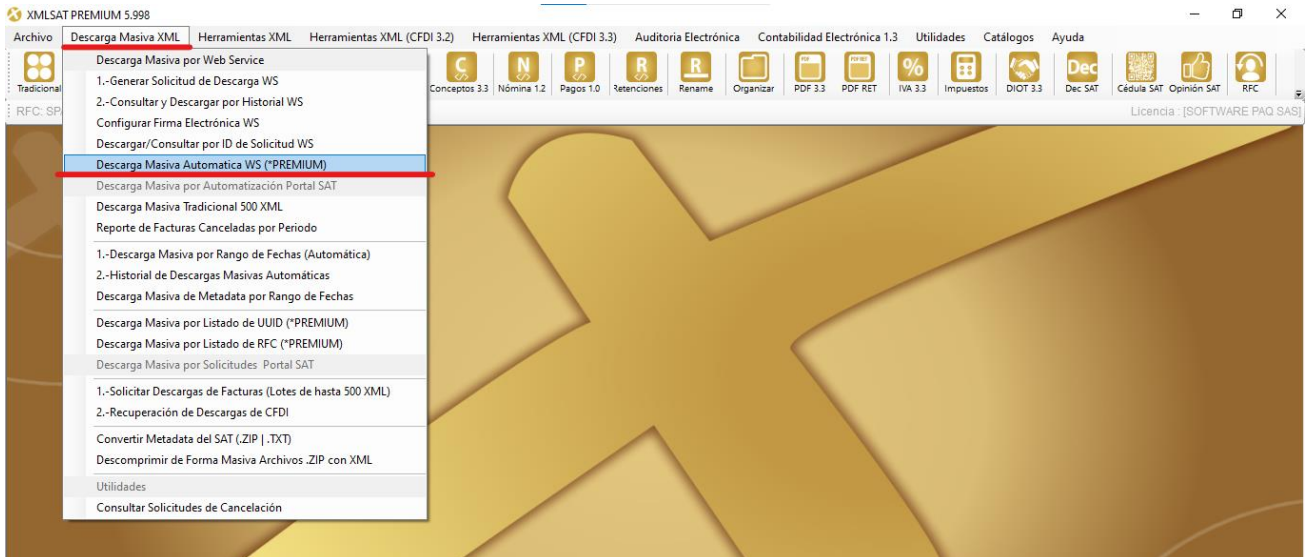 XMLSAT PREMIUM 5.998
Archivo Descarga Masiva XML Herramientas XML Herramientas XML (CFDI 3.2) Herramientas XML (CFDI 3.3) Auditoria Electrónica Contabilidad Electrónica 1.3 Utilidades Catálogos Ayuda
C N P R R % Dec
Tradicional Conceptos 3.3 Nómina 1.2 Pagos 1.0 Retenciones Rename Organizar PDF 3.3 PDF RET IVA 3.3 Impuestos DIOT 3.3 Dec SAT Cédula SAT Opinión SAT RFC
RFC: SP Licencia : [SOFTWARE PAQ SAS]
Descarga Masiva por Web Service
1.-Generar Solicitud de Descarga WS
2.-Consultar y Descargar por Historial WS
Configurar Firma Electrónica WS
Descargar/Consultar por ID de Solicitud WS
Descarga Masiva Automatica WS (*PREMIUM)
Descarga Masiva por Automatización Portal SAT
Descarga Masiva Tradicional 500 XML
Reporte de Facturas Canceladas por Periodo
1.-Descarga Masiva por Rango de Fechas (Automática)
2.-Historial de Descargas Masivas Automáticas
Descarga Masiva de Metadata por Rango de Fechas
Descarga Masiva por Listado de UUID (*PREMIUM)
Descarga Masiva por Listado de RFC (*PREMIUM)
Descarga Masiva por Solicitudes Portal SAT
1.-Solicitar Descargas de Facturas (Lotes de hasta 500 XML)
2.-Recuperación de Descargas de CFDI
Convertir Metadata del SAT (.ZIP | .TXT)
Descomprimir de Forma Masiva Archivos .ZIP con XML
Utilidades
Consultar Solicitudes de Cancelación